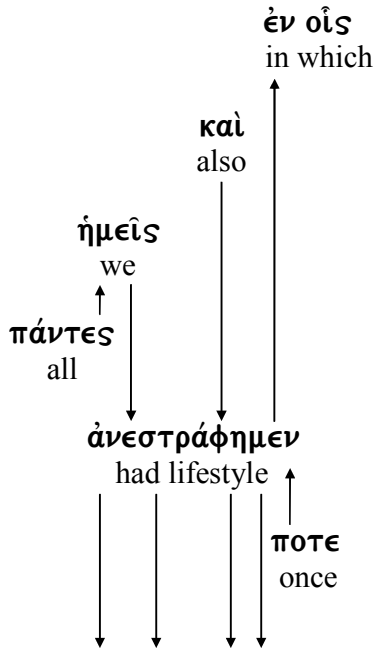 ἐν οἷς
in which
καὶ
also
ἡμεῖς
we
πάντες
all
ἀνεστράφημεν
had lifestyle
ποτε
once